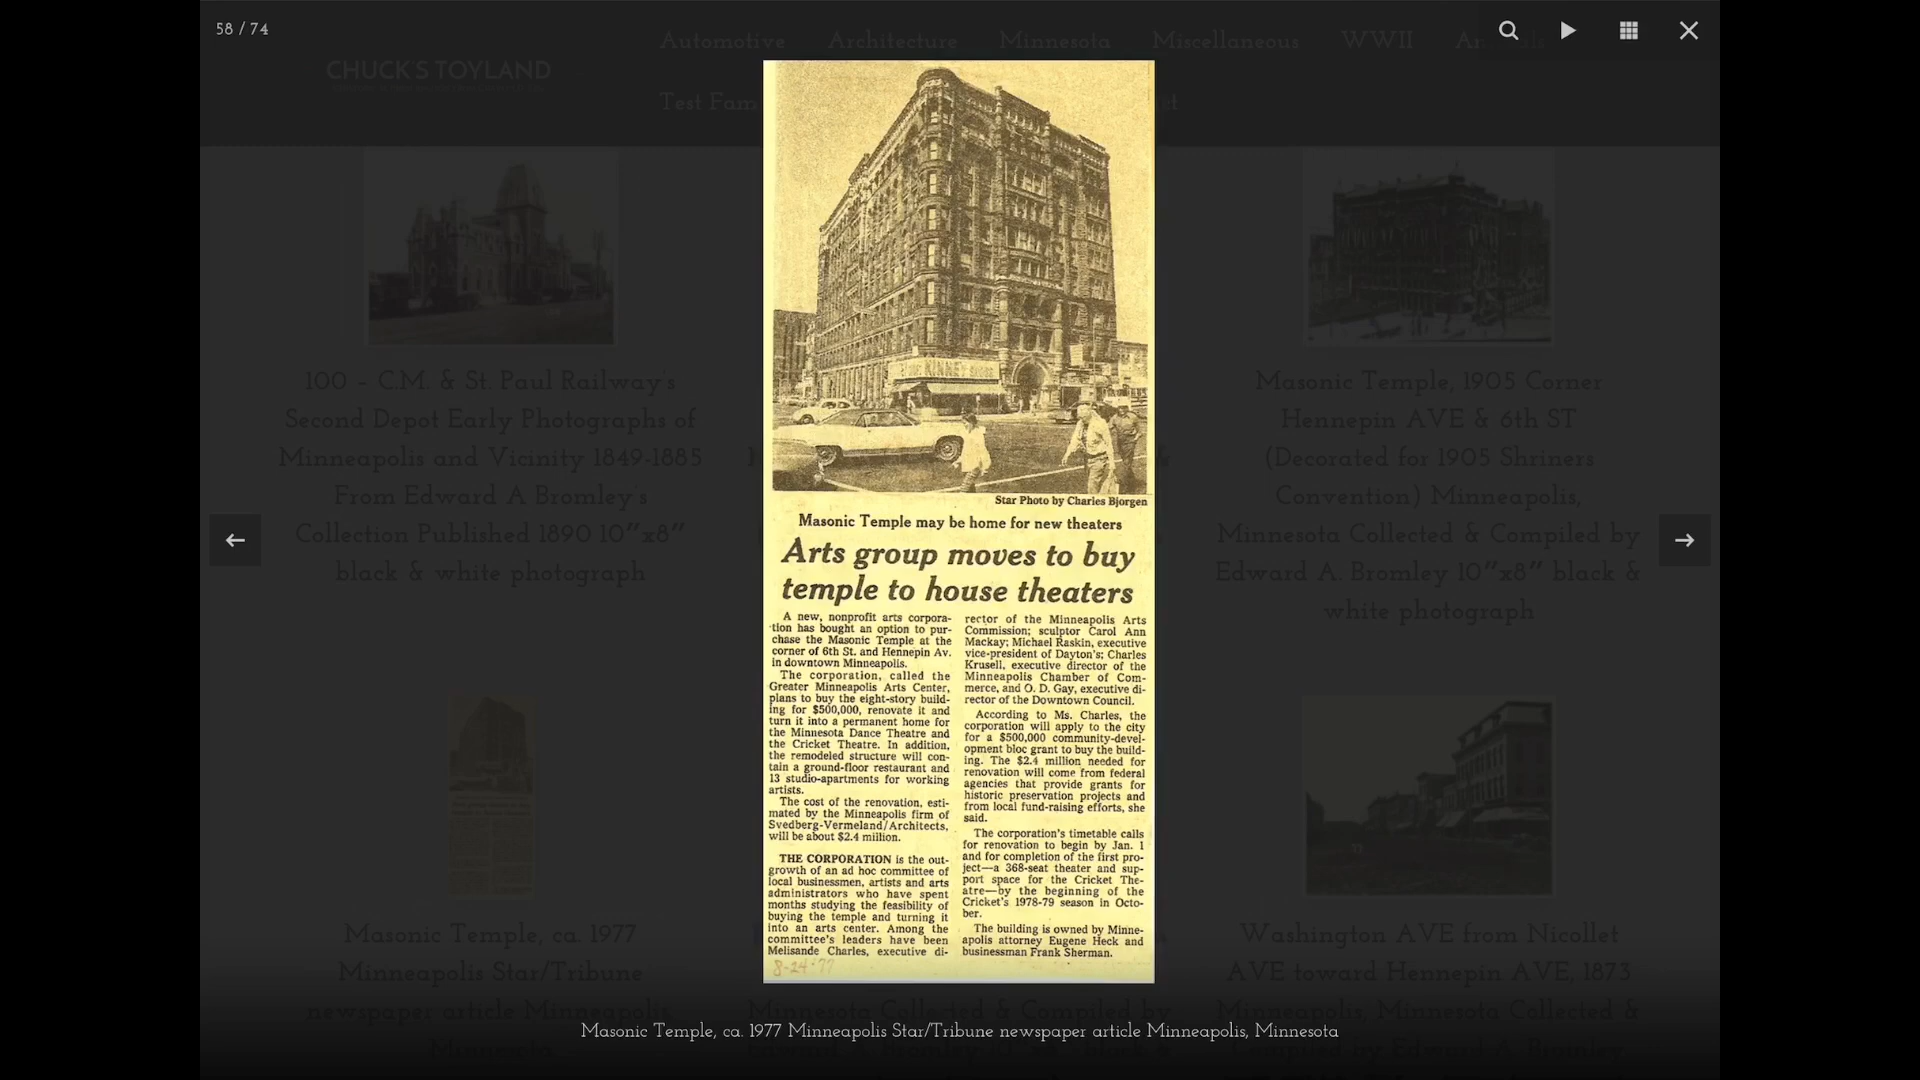 58 / 74
Automotive Architecture Minnesota Miscellaneous WWII
CHUCK'S TOYLAND
KINNEY
Star Photo by Charles Bjorgen
Masonic Temple may be home for new theaters
Arts group moves to buy
temple to house theaters
A new, nonprofit arts corpora-
tion has bought an option to pur-
chase the Masonic Temple at the
corner of 6th St. and Hennepin Av.
in downtown Minneapolis.
The corporation, called the
Greater Minneapolis Arts Center,
plans to buy the eight-story build-
ing for $500,000, renovate it and
turn it into a permanent home for
the Minnesota Dance Theatre and
the Cricket Theatre. In addition,
the remodeled structure will con-
tain a ground-floor restaurant and
13 studio-apartments for working
artists.
The cost of the renovation, esti-
mated by the Minneapolis firm of
Svedberg-Vermeland/Architects,
will be about $2.4 million.
THE CORPORATION is the out-
growth of an ad hoc committee of
local businessmen, artists and arts
administrators who have spent
months studying the feasibility of
buying the temple and turning it
into an arts center. Among the
committee's leaders have been
Melisande Charles, executive di-
rector of the Minneapolis Arts
Commission; sculptor Carol Ann
Mackay; Michael Raskin, executive
vice-president of Dayton's; Charles
Krusell, executive director of the
Minneapolis Chamber of Com-
merce, and O. D. Gay, executive di-
rector of the Downtown Council.
According to Ms. Charles, the
corporation will apply to the city
for a $500,000 community-devel-
opment bloc grant to buy the build-
ing. The $2.4 million needed for
renovation will come from federal
agencies that provide grants for
historic preservation projects and
from local fund-raising efforts, she
said.
The corporation's timetable calls
for renovation to begin by Jan. 1
and for completion of the first pro-
ject—a 368-seat theater and sup-
port space for the Cricket The-
atre—by the beginning of the
Cricket's 1978-79 season in Octo-
ber.
The building is owned by Minne-
apolis attorney Eugene Heck and
businessman Frank Sherman.
8-24-77
100 – C.M. & St. Paul Railway's
Second Depot Early Photographs of
Minneapolis and Vicinity 1849-1885
From Edward A Bromley's
Collection Published 1890 10″x8″
black & white photograph
Masonic Temple, 1905 Corner
Hennepin AVE & 6th ST
(Decorated for 1905 Shriners
Convention) Minneapolis,
Minnesota Collected & Compiled by
Edward A. Bromley 10″x8″ black &
white photograph
Masonic Temple, ca. 1977
Minneapolis Star/Tribune
newspaper article Minneapolis,
Minnesota
Minnesota Collected & Compiled by
Washington AVE from Nicollet
AVE toward Hennepin AVE, 1873
Minneapolis, Minnesota Collected &
Compiled by Edward A. Bromley
Masonic Temple, ca. 1977 Minneapolis Star/Tribune newspaper article Minneapolis, Minnesota